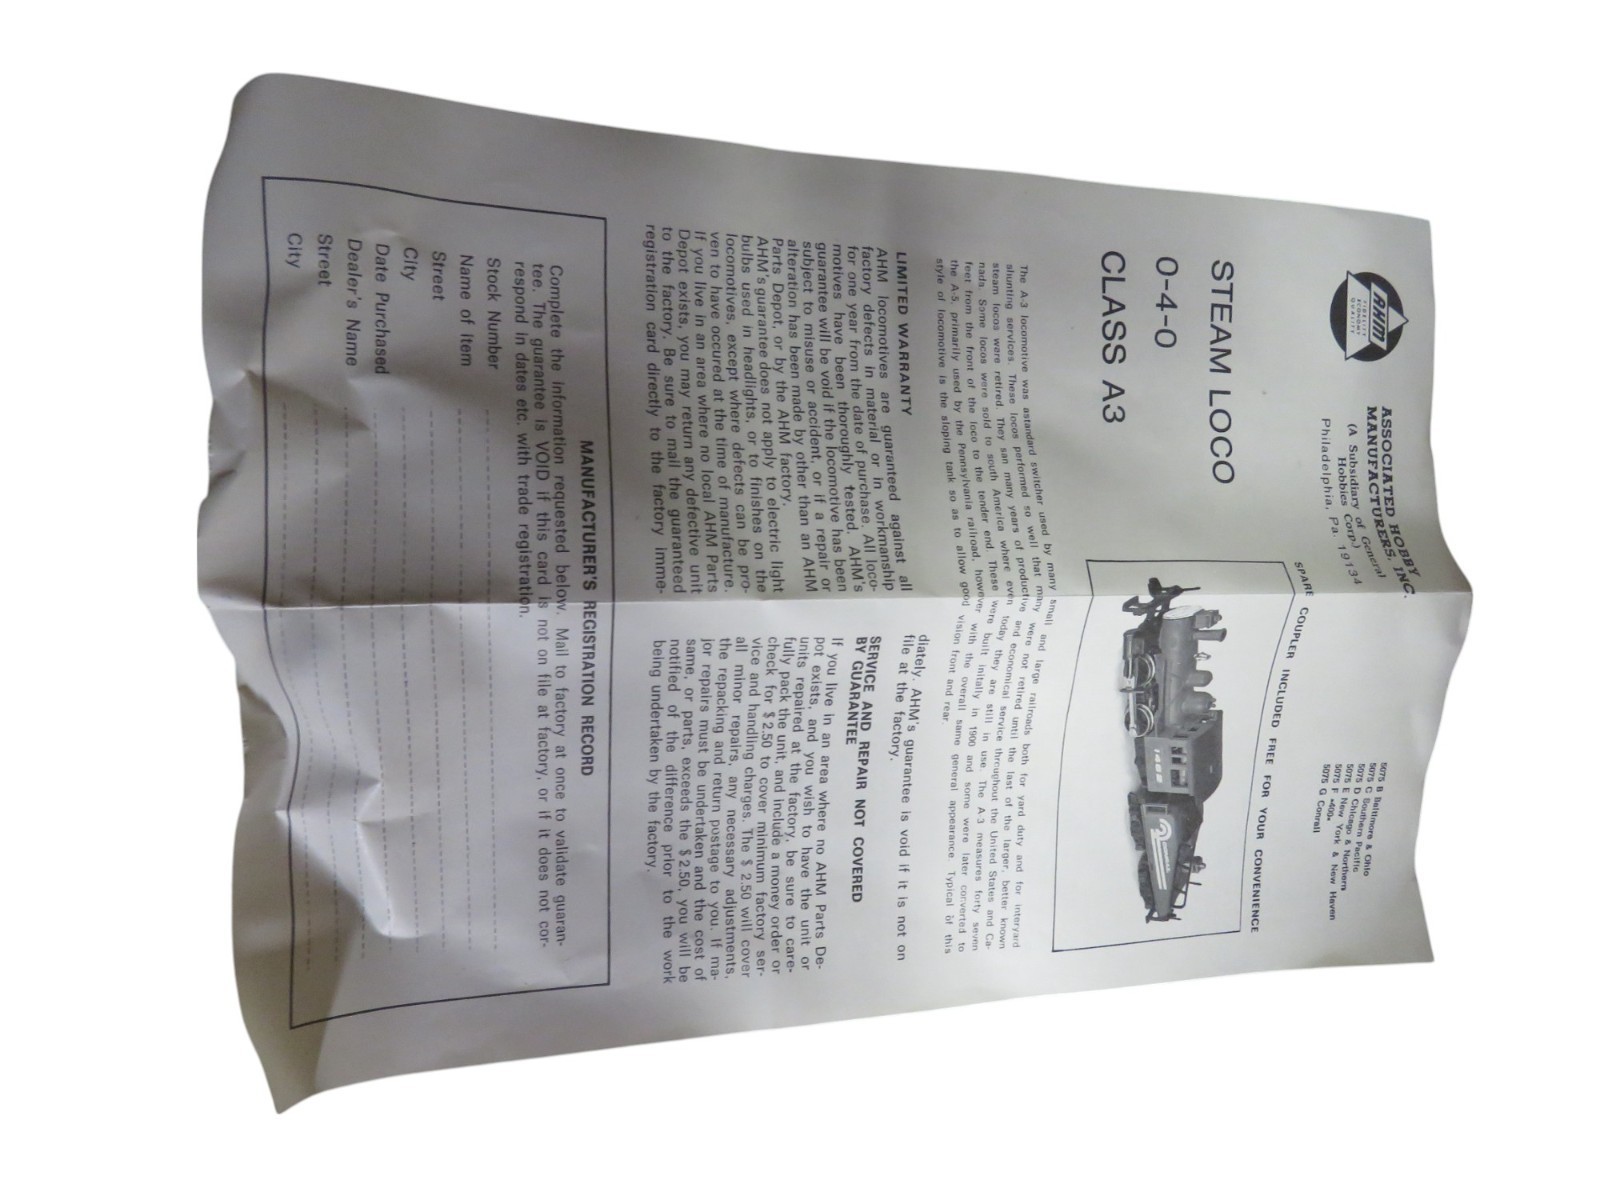 AHM
FIDELITY
ECONOMY
QUALITY
ASSOCIATED HOBBY
MANUFACTURERS, INC.
(A Subsidiary of General
Hobbies Corp.)
Philadelphia, Pa. 19134
5075 B Baltimore & Ohio
5075 C Southern Pacific
5075 D Chicago & Northern
5075 E New York & New Haven
5075 F «400»
5075 G Conrail
STEAM LOCO
0-4-0
CLASS A3
SPARE COUPLER INCLUDED FREE FOR YOUR CONVENIENCE
1462
The A-3 locomotive was astandard switcher used by many small and large railroads both for yard duty and for interyard
shunting services. These locos performed so well that many were not retired until the last of the larger, better known
steam locos were retired. They san many years of productive and economical service throughout the United States and Ca-
nada. Some locos were sold to south America where even today they are still in use. The A-3 measures forty seven
feet from the front of the loco to the tender end. These were built initally in 1900 and some were later converted to
the A-5, primarily used by the Pennsylvania railroad, however with the overall same general appearance. Typical of this
style of locomotive is the sloping tank so as to allow good vision front and rear.
LIMITED WARRANTY
AHM locomotives are guaranteed against all
factory defects in material or in workmanship
for one year from the date of purchase. All loco-
motives have been thoroughly tested. AHM's
guarantee will be void if the locomotive has been
subject to misuse or accident, or if a repair or
alteration has been made by other than an AHM
Parts Depot, or by the AHM factory.
AHM's guarantee does not apply to electric light
bulbs used in headlights, or to finishes on the
locomotives, except where defects can be pro-
ven to have occured at the time of manufacture.
If you live in an area where no local AHM Parts
Depot exists, you may return any defective unit
to the factory. Be sure to mail the guaranteed
registration card directly to the factory imme-
diately. AHM's guarantee is void if it is not on
file at the factory.
SERVICE AND REPAIR NOT COVERED
BY GUARANTEE
If you live in an area where no AHM Parts De-
pot exists, and you wish to have the unit or
units repaired at the factory, be sure to care-
fully pack the unit, and include a money order or
check for $ 2.50 to cover minimum factory ser-
vice and handling charges. The $ 2.50 will cover
all minor repairs, any necessary adjustments,
the repacking and return postage to you. If ma-
jor repairs must be undertaken and the cost of
same, or parts, exceeds the $ 2.50, you will be
notified of the difference prior to the work
being undertaken by the factory.
MANUFACTURER'S REGISTRATION RECORD
Complete the information requested below. Mail to factory at once to validate guaran-
tee. The guarantee is VOID if this card is not on file at factory, or if it does not cor-
respond in dates etc. with trade registration.
Stock Number
Name of Item
Street
City
Date Purchased
Dealer's Name
Street
City